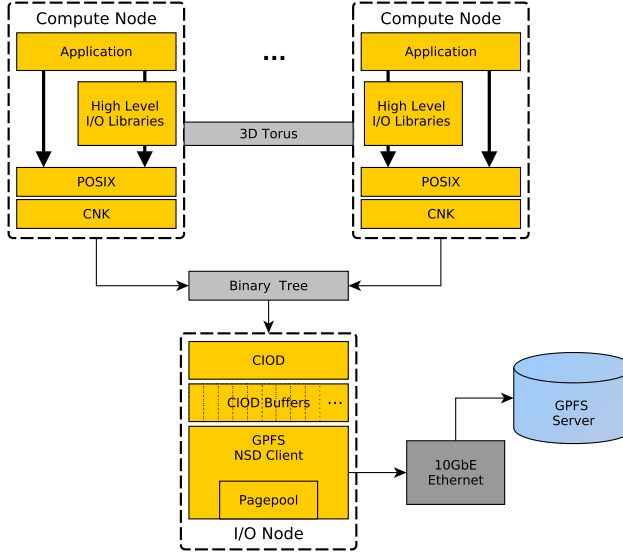 Compute Node
Compute Node
Application
...
Application
High Level
I/O Libraries
3D Torus
High Level
I/O Libraries
POSIX
POSIX
CNK
CNK
Binary Tree
CIOD
CIOD Buffers ...
GPFS
NSD Client
Pagepool
I/O Node
10GbE
Ethernet
GPFS
Server